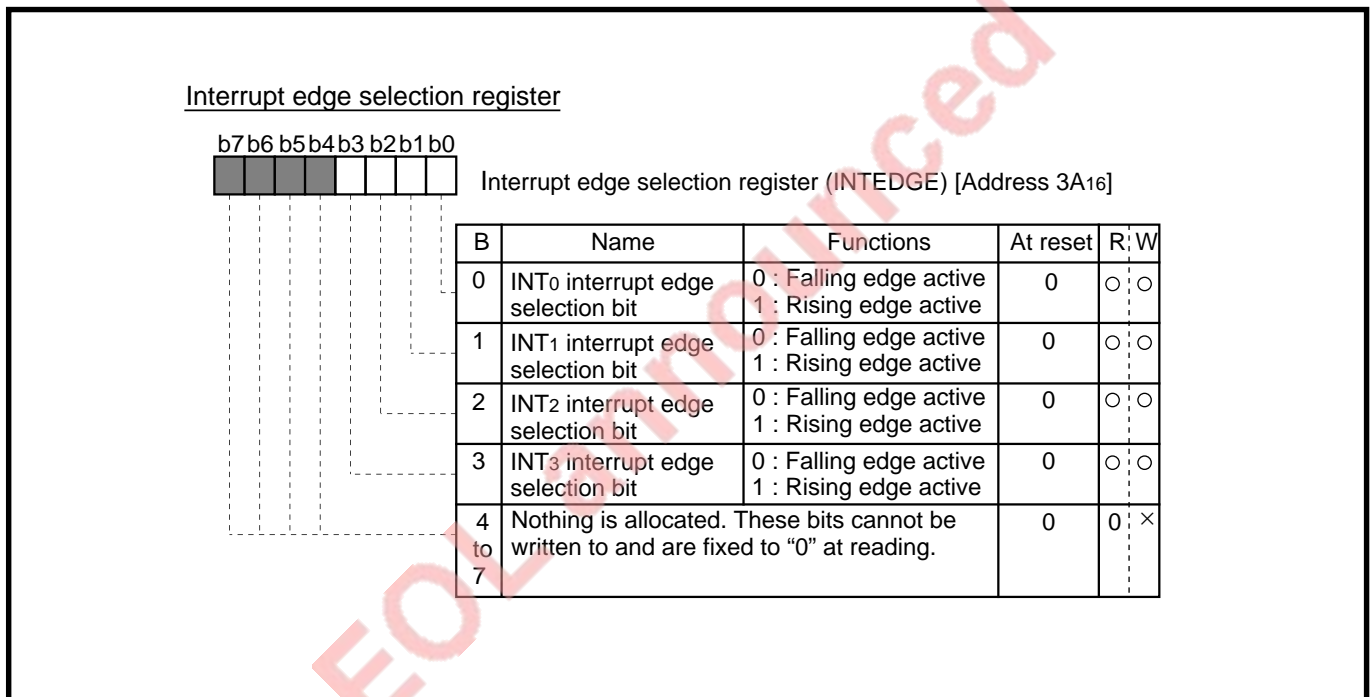 Interrupt edge selection register
b7 b6 b5 b4 b3 b2 b1 b0
Interrupt edge selection register (INTEDGE) [Address 3A16]
B Name Functions At reset R W
0 INT0 interrupt edge selection bit 0 : Falling edge active 0 ○ ○
1 : Rising edge active
1 INT1 interrupt edge selection bit 0 : Falling edge active 0 ○ ○
1 : Rising edge active
2 INT2 interrupt edge selection bit 0 : Falling edge active 0 ○ ○
1 : Rising edge active
3 INT3 interrupt edge selection bit 0 : Falling edge active 0 ○ ○
1 : Rising edge active
4 to 7 Nothing is allocated. These bits cannot be 0 0 ×
written to and are fixed to “0” at reading.
EOL announced